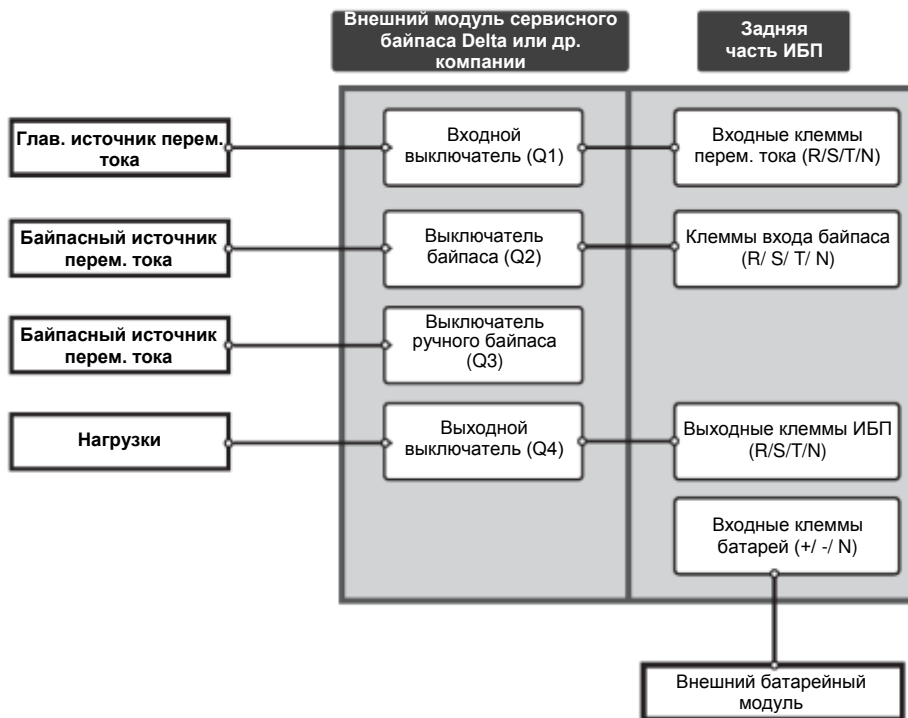 Внешний модуль сервисного
байпаса Delta или др.
компании
Задняя
часть ИБП
Глав. источник перем.
тока
Входной
выключатель (Q1)
Входные клеммы
перем. тока (R/S/T/N)
Байпасный источник
перем. тока
Выключатель
байпаса (Q2)
Клеммы входа байпаса
(R/ S/ T/ N)
Байпасный источник
перем. тока
Выключатель
ручного байпаса
(Q3)
Нагрузки
Выходной
выключатель (Q4)
Выходные клеммы ИБП
(R/S/T/N)
Входные клеммы
батарей (+/ -/ N)
Внешний батарейный
модуль